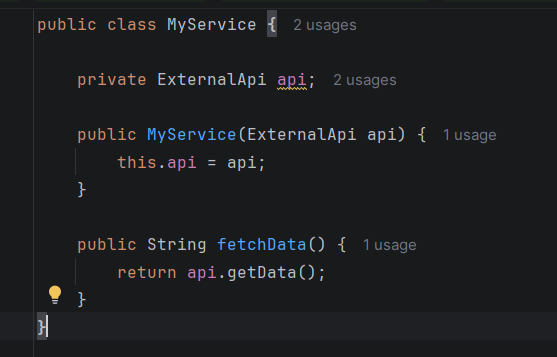 public class MyService { 2 usages
private ExternalApi api; 2 usages
public MyService(ExternalApi api) { 1 usage
this.api = api;
}
public String fetchData() { 1 usage
return api.getData();
}
}